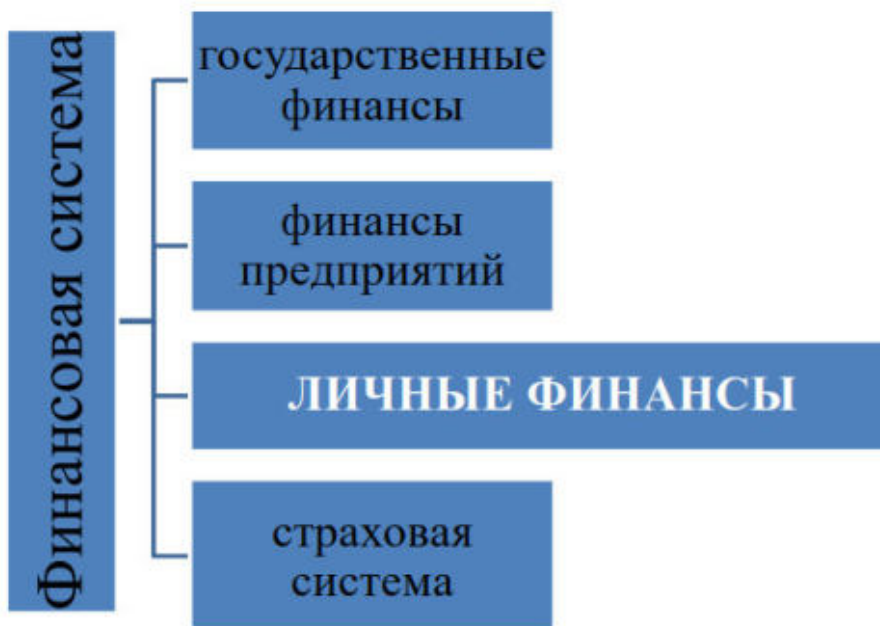 Финансовая система
государственные
финансы
финансы
предприятий
ЛИЧНЫЕ ФИНАНСЫ
страховая
система